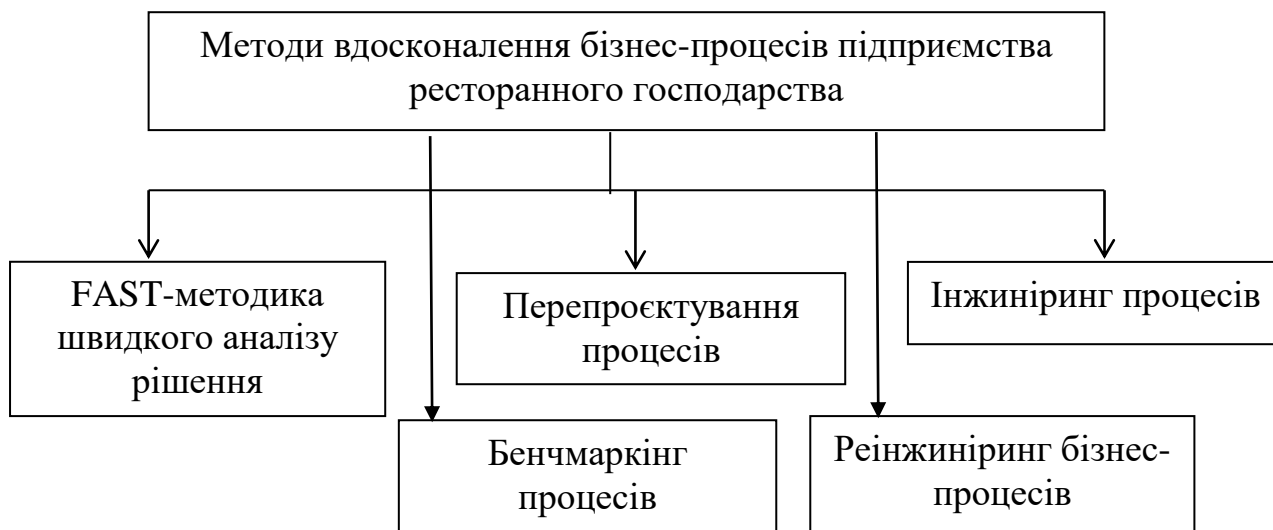 Методи вдосконалення бізнес-процесів підприємства
ресторанного господарства
FAST-методика
швидкого аналізу
рішення
Перепроєктування
процесів
Інжиніринг процесів
Бенчмаркінг
процесів
Реінжиніринг бізнес-
процесів